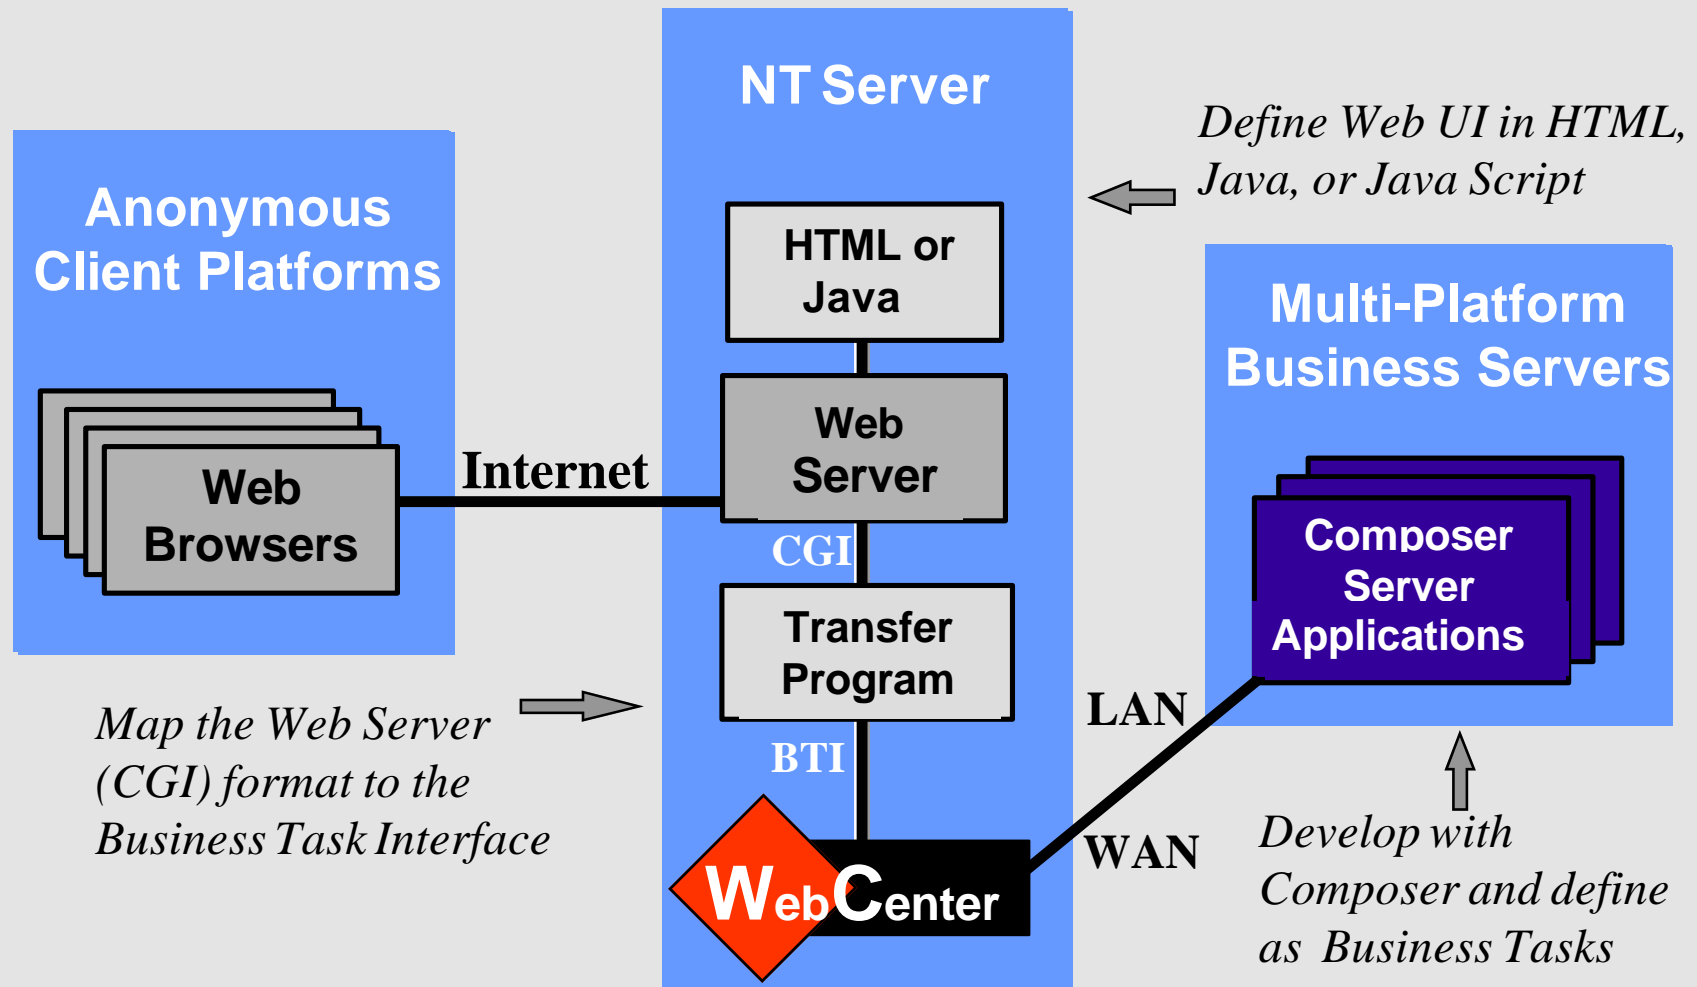 NT Server
Define Web UI in HTML,
Java, or Java Script
Anonymous
Client Platforms
HTML or
Java
Multi-Platform
Business Servers
Web
Server
Internet
Web
Browsers
CGI
Composer
Server
Applications
Transfer
Program
LAN
Map the Web Server
(CGI) format to the
Business Task Interface
BTI
WAN
WebCenter
Develop with
Composer and define
as Business Tasks